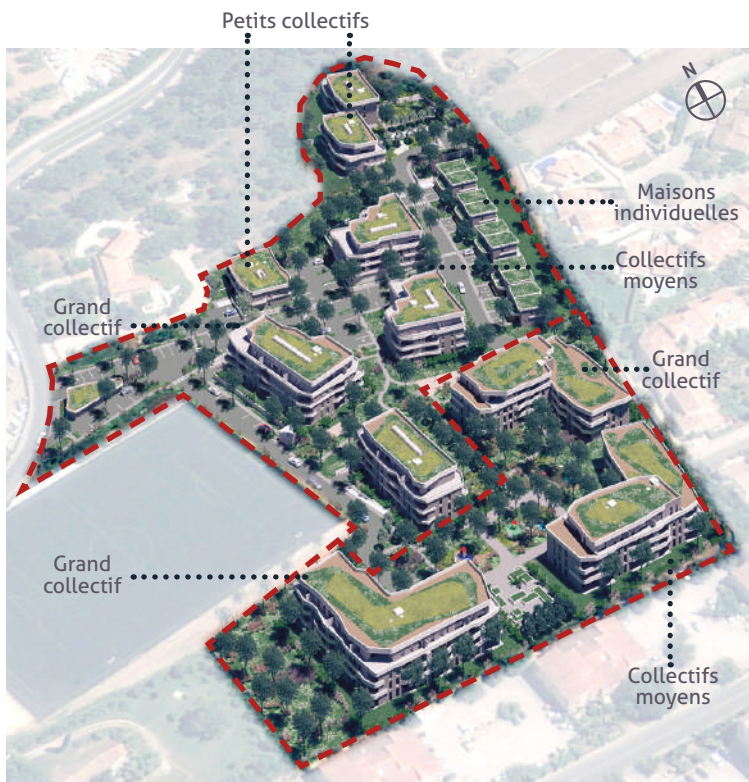 Petits collectifs
N
Maisons
individuelles
Collectifs
moyens
Grand
collectif
Grand
collectif
Grand
collectif
Collectifs
moyens